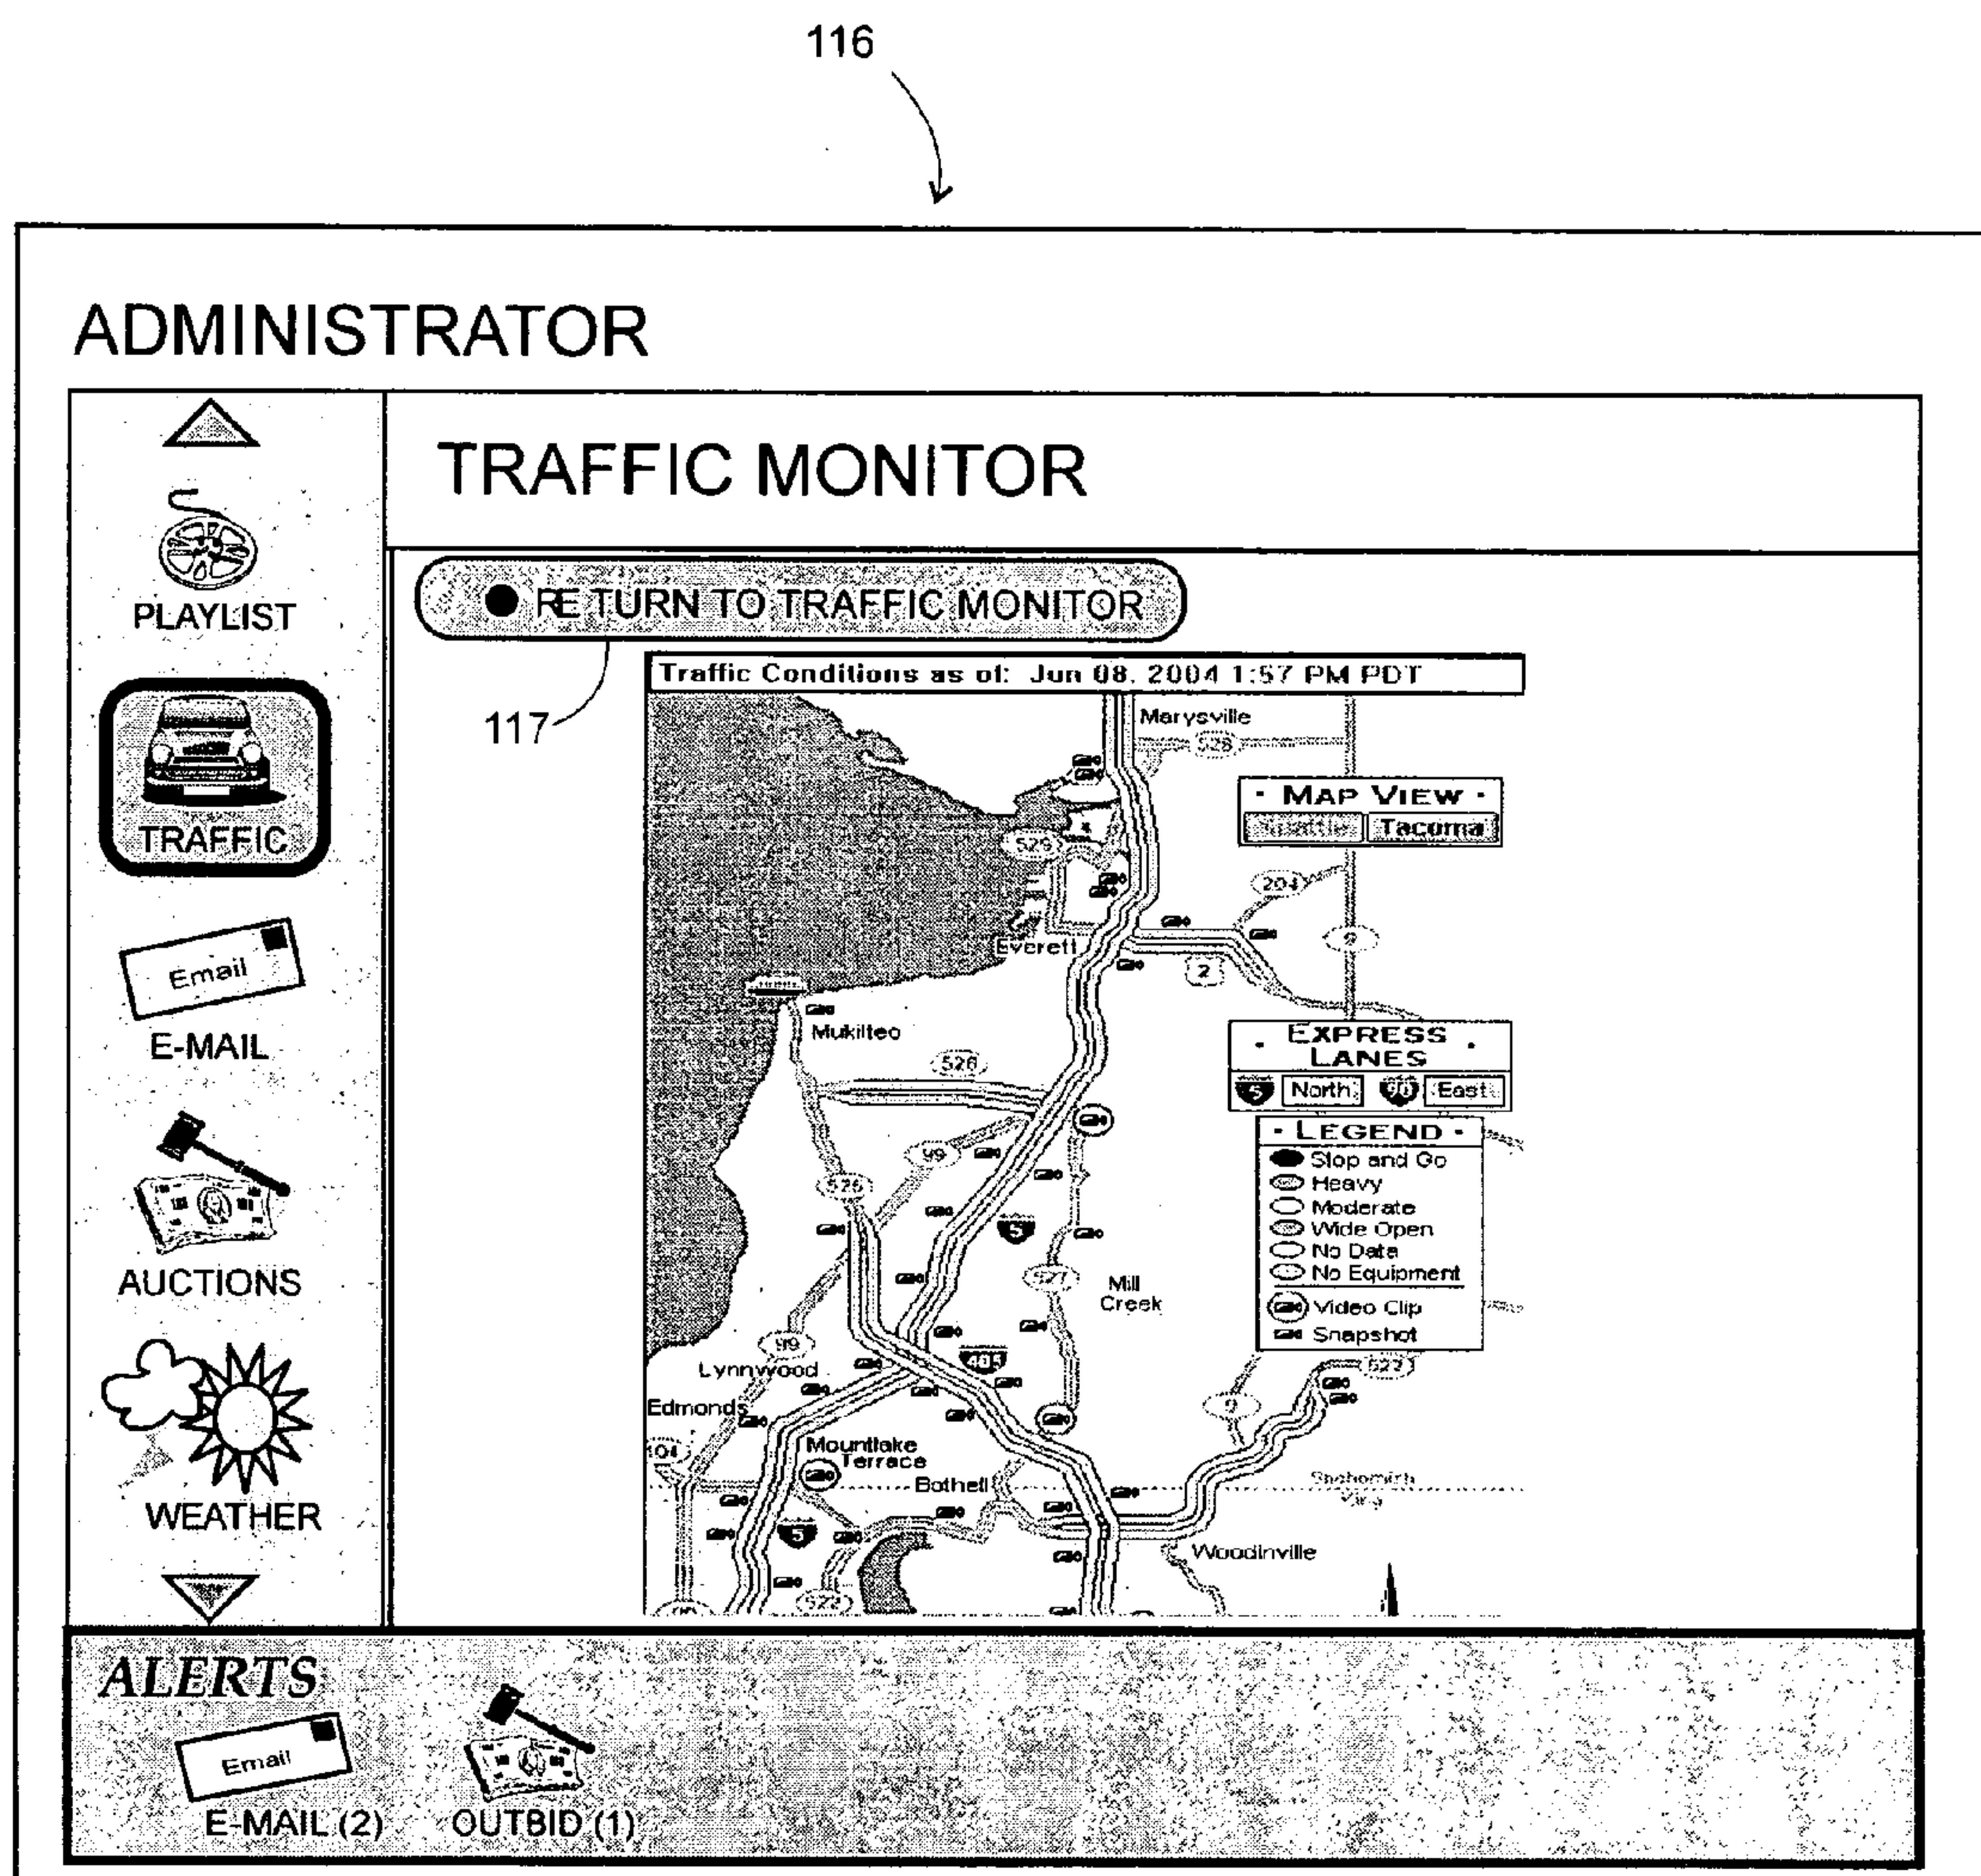 116
ADMINISTRATOR
PLAYLIST
TRAFFIC
Email
E-MAIL
AUCTIONS
WEATHER
TRAFFIC MONITOR
RETURN TO TRAFFIC MONITOR
117
Traffic Conditions as of: Jun 08, 2004 1:57 PM PDT
Marysville
528
· MAP VIEW ·
Seattle Tacoma
529
204
Everett
9
2
Mukilteo
526
· EXPRESS LANES ·
5 North 90 East
99
525
5
· LEGEND ·
Stop and Go
Heavy
Moderate
Wide Open
No Data
No Equipment
Video Clip
Snapshot
527
Mill
Creek
99
Lynnwood
405
522
Edmonds
9
104
Mountlake
Terrace
Bothell
Snohomish
King
5
Woodinville
522
ALERTS
Email
E-MAIL (2)
OUTBID (1)